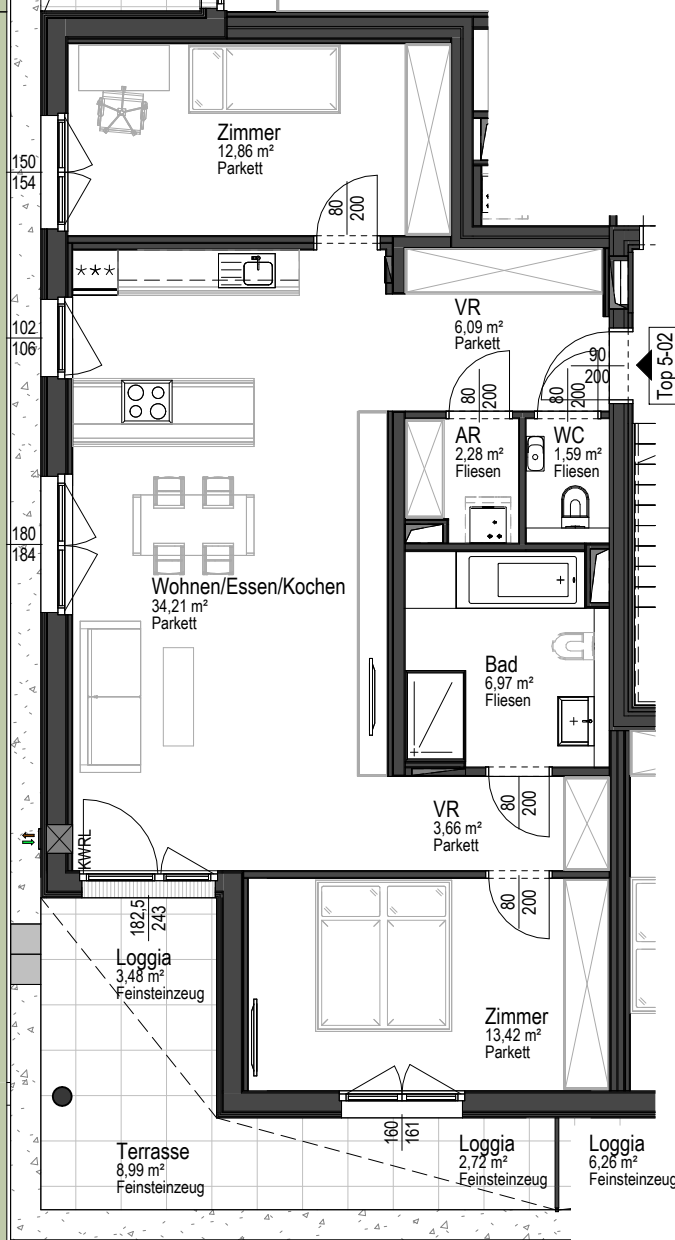 Zimmer
12,86 m²
Parkett
150
154
80
200
***
VR
6,09 m²
Parkett
102
106
90
200
Top 5-02
80
200
80
200
AR
2,28 m²
Fliesen
WC
1,59 m²
Fliesen
180
184
Wohnen/Essen/Kochen
34,21 m²
Parkett
Bad
6,97 m²
Fliesen
VR
3,66 m²
Parkett
80
200
KWRL
80
200
182,5
243
Loggia
3,48 m²
Feinsteinzeug
Zimmer
13,42 m²
Parkett
160
161
Terrasse
8,99 m²
Feinsteinzeug
Loggia
2,72 m²
Feinsteinzeug
Loggia
6,26 m²
Feinsteinzeug